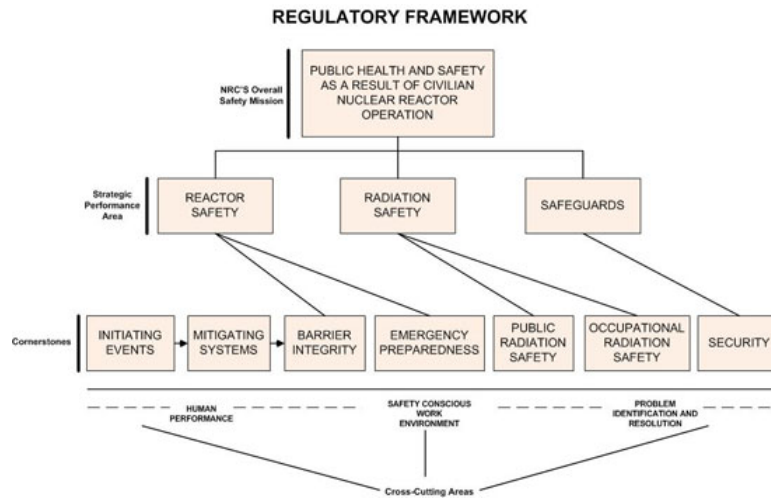 REGULATORY FRAMEWORK
NRC'S Overall
Safety Mission
PUBLIC HEALTH AND SAFETY
AS A RESULT OF CIVILIAN
NUCLEAR REACTOR
OPERATION
Strategic
Performance
Area
REACTOR
SAFETY
RADIATION
SAFETY
SAFEGUARDS
Cornerstones
INITIATING
EVENTS
MITIGATING
SYSTEMS
BARRIER
INTEGRITY
EMERGENCY
PREPAREDNESS
PUBLIC
RADIATION
SAFETY
OCCUPATIONAL
RADIATION
SAFETY
SECURITY
HUMAN
PERFORMANCE
SAFETY CONSCIOUS
WORK
ENVIRONMENT
PROBLEM
IDENTIFICATION AND
RESOLUTION
Cross-Cutting Areas